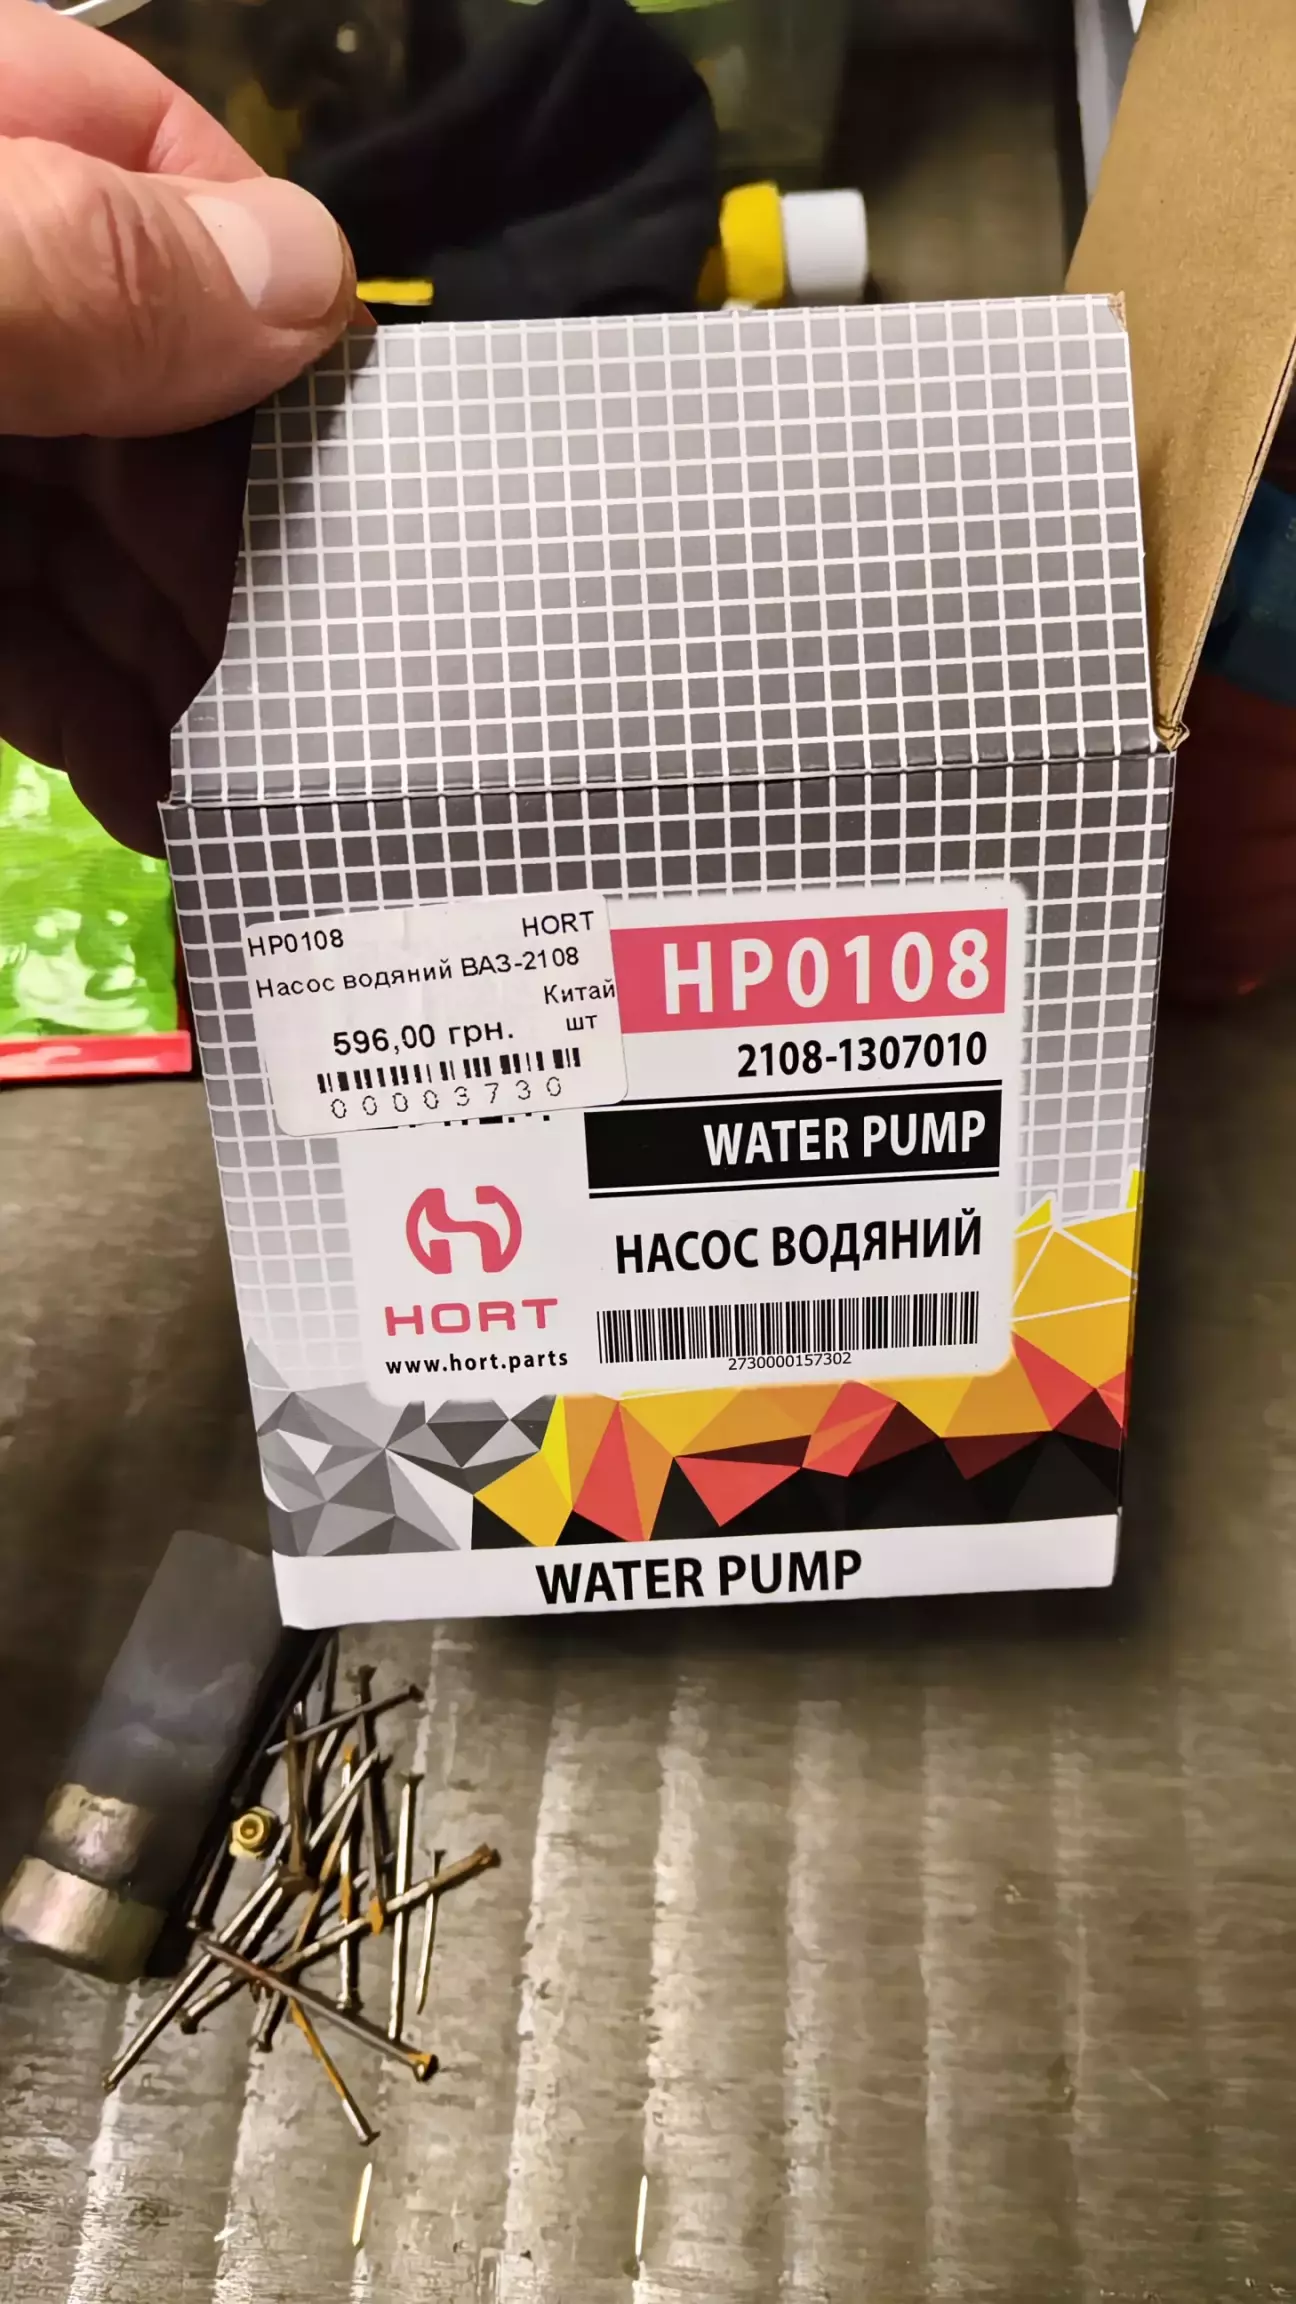 HP0108 HORT
Насос водяний ВАЗ-2108
Китай
596,00 грн. шт
00003730
HP0108
2108-1307010
WATER PUMP
НАСОС ВОДЯНИЙ
HORT
www.hort.parts
2730000157302
WATER PUMP